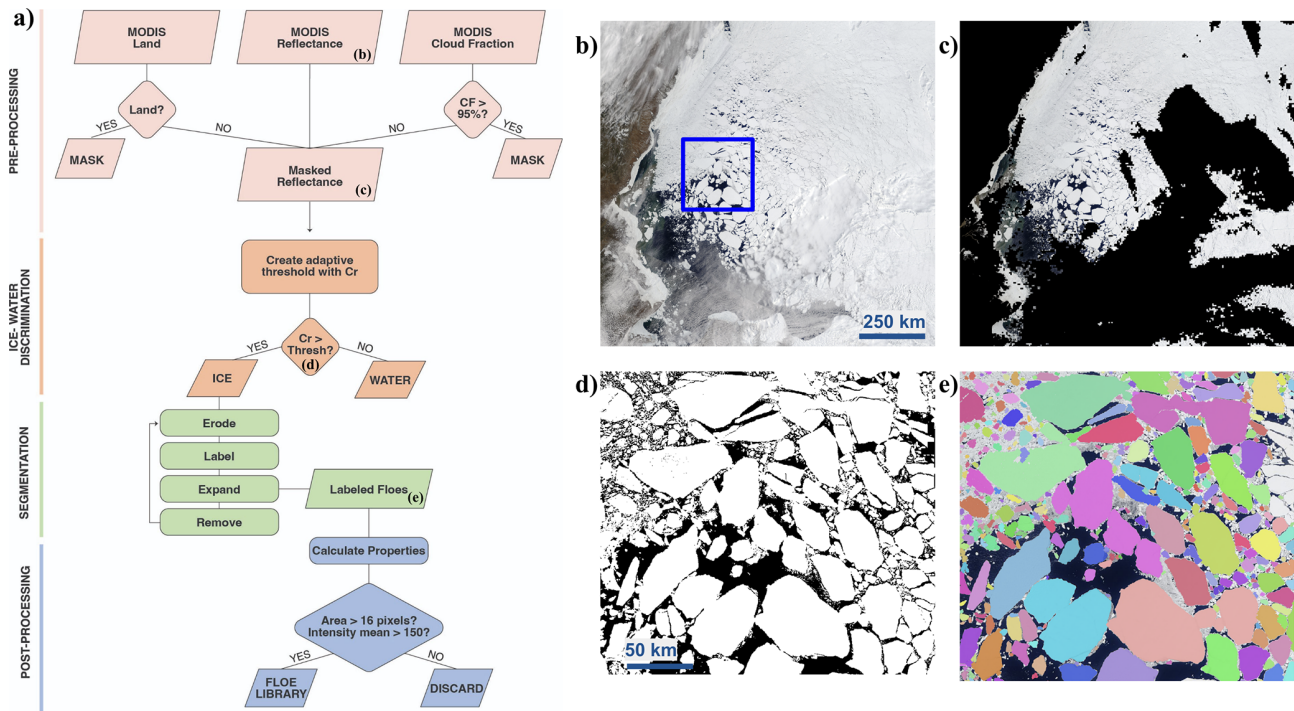 a)
PRE-PROCESSING
MODIS
Land
MODIS
Reflectance
(b)
MODIS
Cloud Fraction
Land?
CF >
95%?
YES
NO
NO
YES
MASK
Masked
Reflectance
(c)
MASK
ICE- WATER
DISCRIMINATION
Create adaptive
threshold with Cr
Cr >
Thresh?
(d)
YES
NO
ICE
WATER
SEGMENTATION
Erode
Label
Expand
Remove
Labeled Floes
(e)
POST-PROCESSING
Calculate Properties
Area > 16 pixels?
Intensity mean > 150?
YES
NO
FLOE
LIBRARY
DISCARD
b)
250 km
c)
d)
50 km
e)